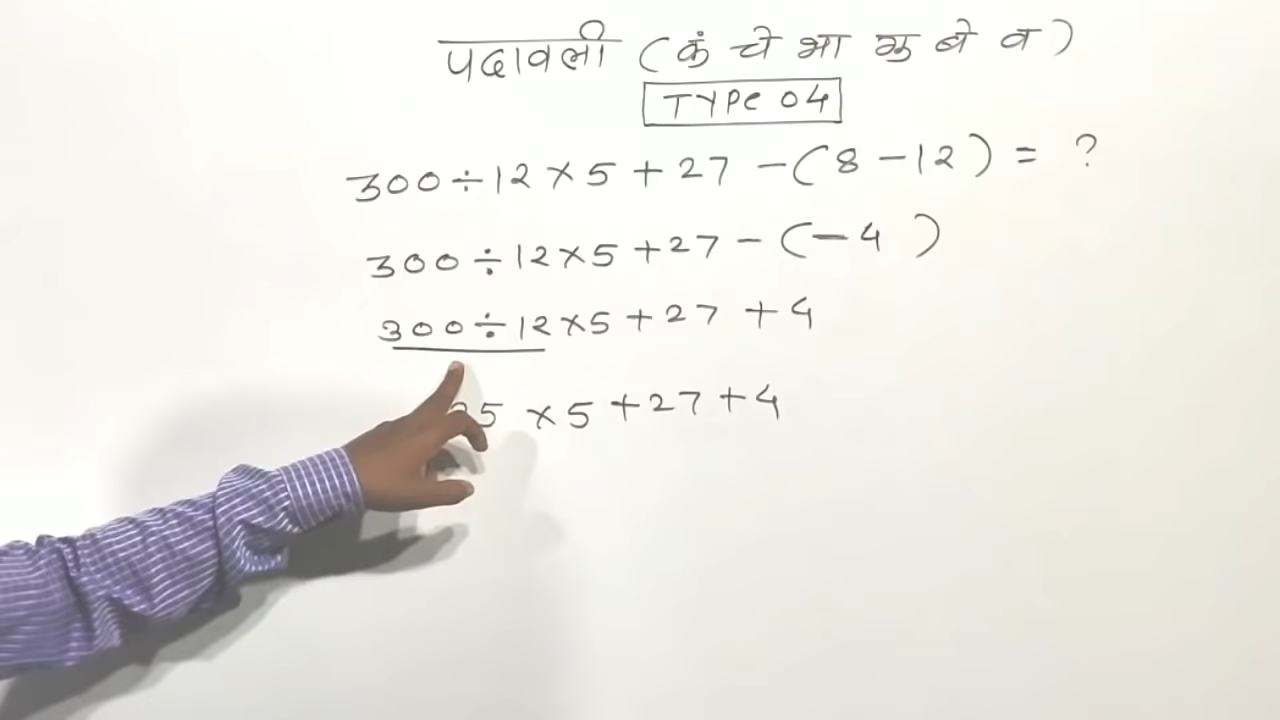 पदावली (कं चे भा गु बे व)
TYPE 04
300 ÷ 12 × 5 + 27 - (8 - 12) = ?
300 ÷ 12 × 5 + 27 - (-4)
300 ÷ 12 × 5 + 27 + 4
25 × 5 + 27 + 4